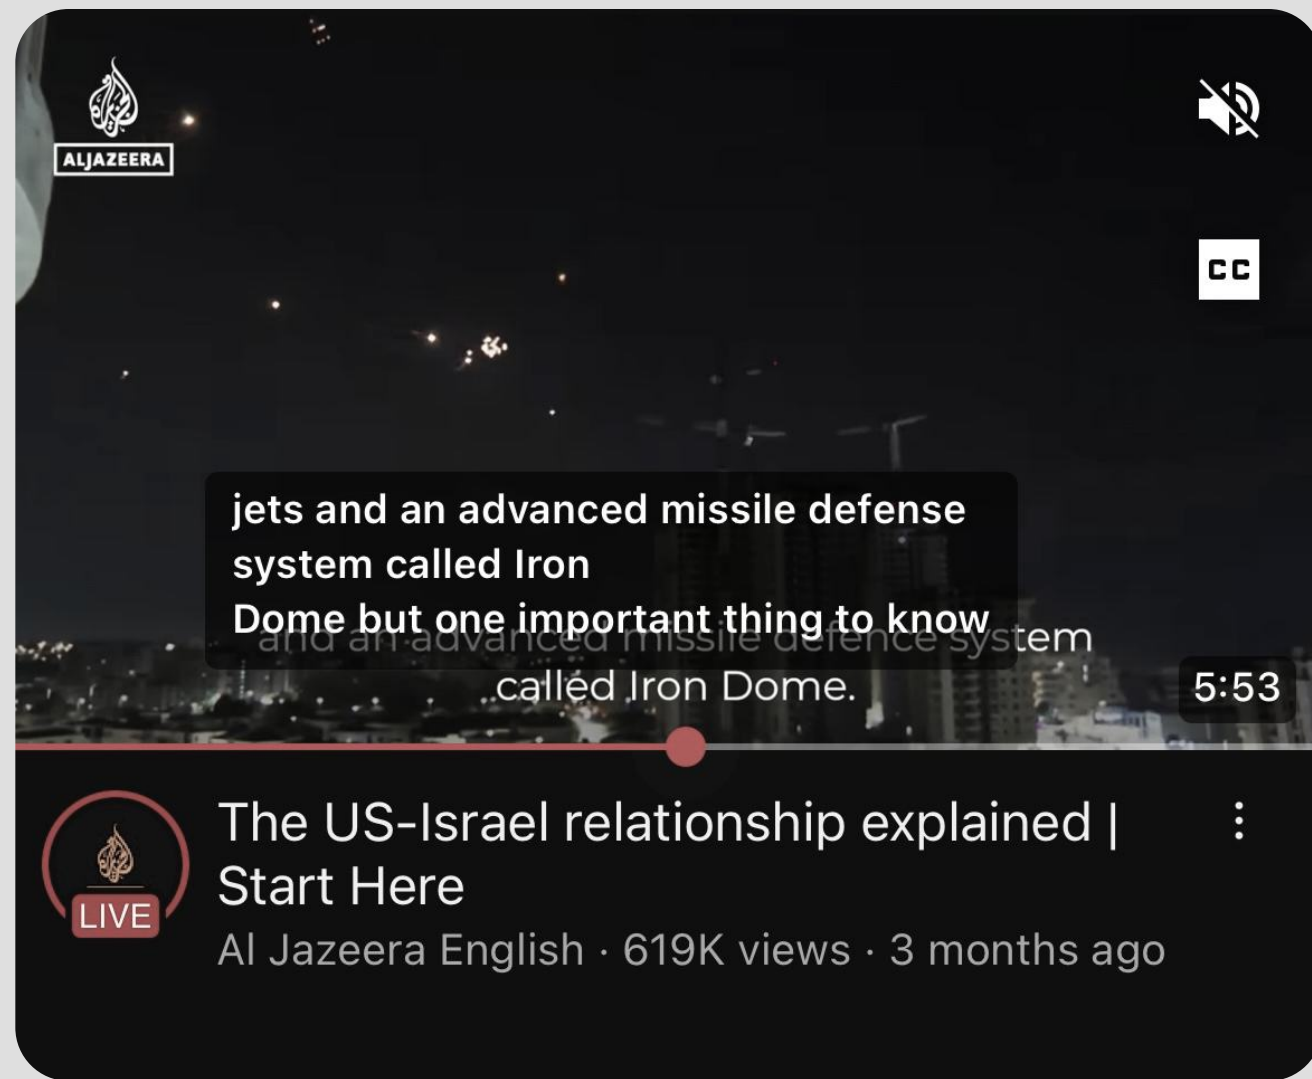 ALJAZEERA
CC
jets and an advanced missile defense
system called Iron
Dome but one important thing to know
and an advanced missile defence system
called Iron Dome.
5:53
The US-Israel relationship explained |
Start Here
LIVE
Al Jazeera English · 619K views · 3 months ago